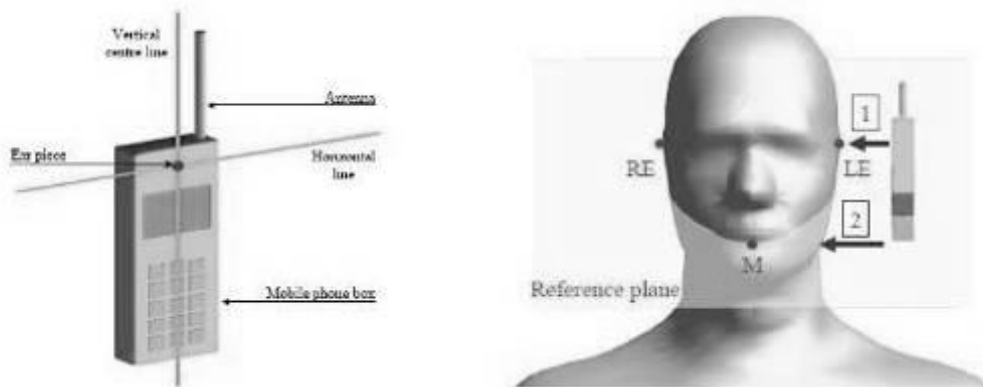 Vertical
centre line
Antenna
Ear piece
Horizontal
line
Mobile phone box
1
RE
LE
2
M
Reference plane